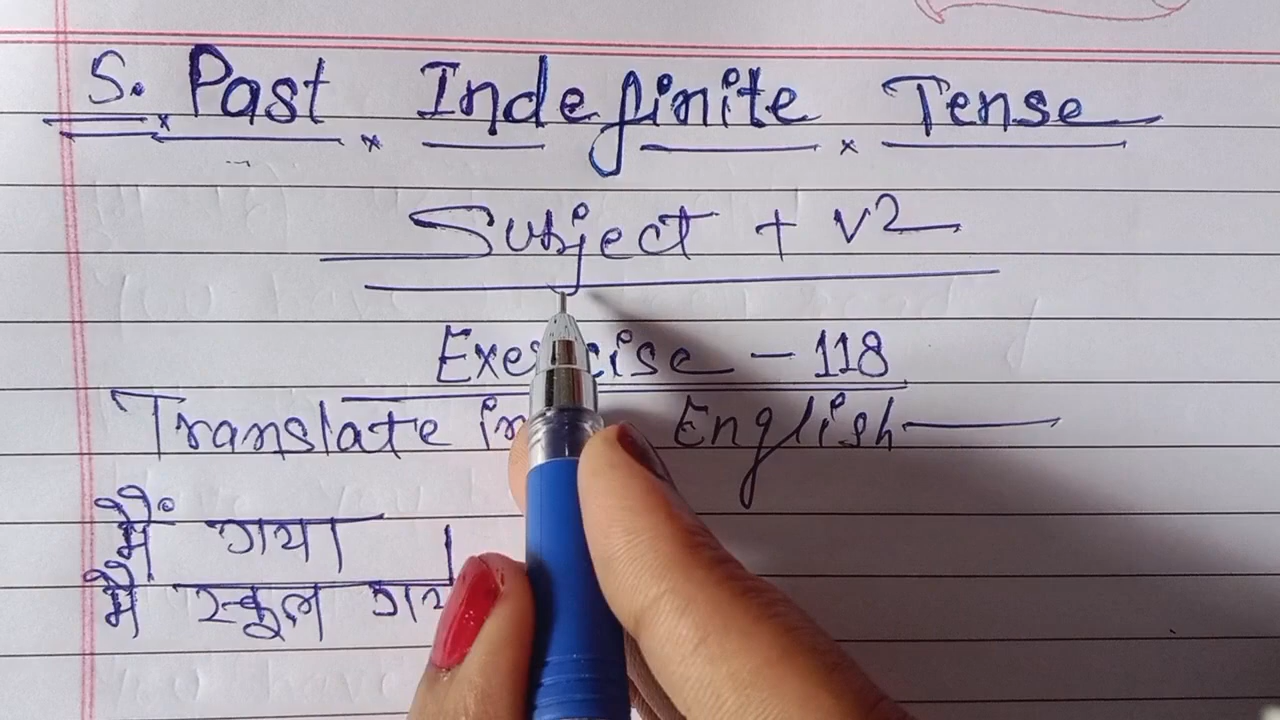 S. Past Indefinite Tense
Subject + V2
Exercise - 118
Translate English
मैं गया ।
मैं स्कूल